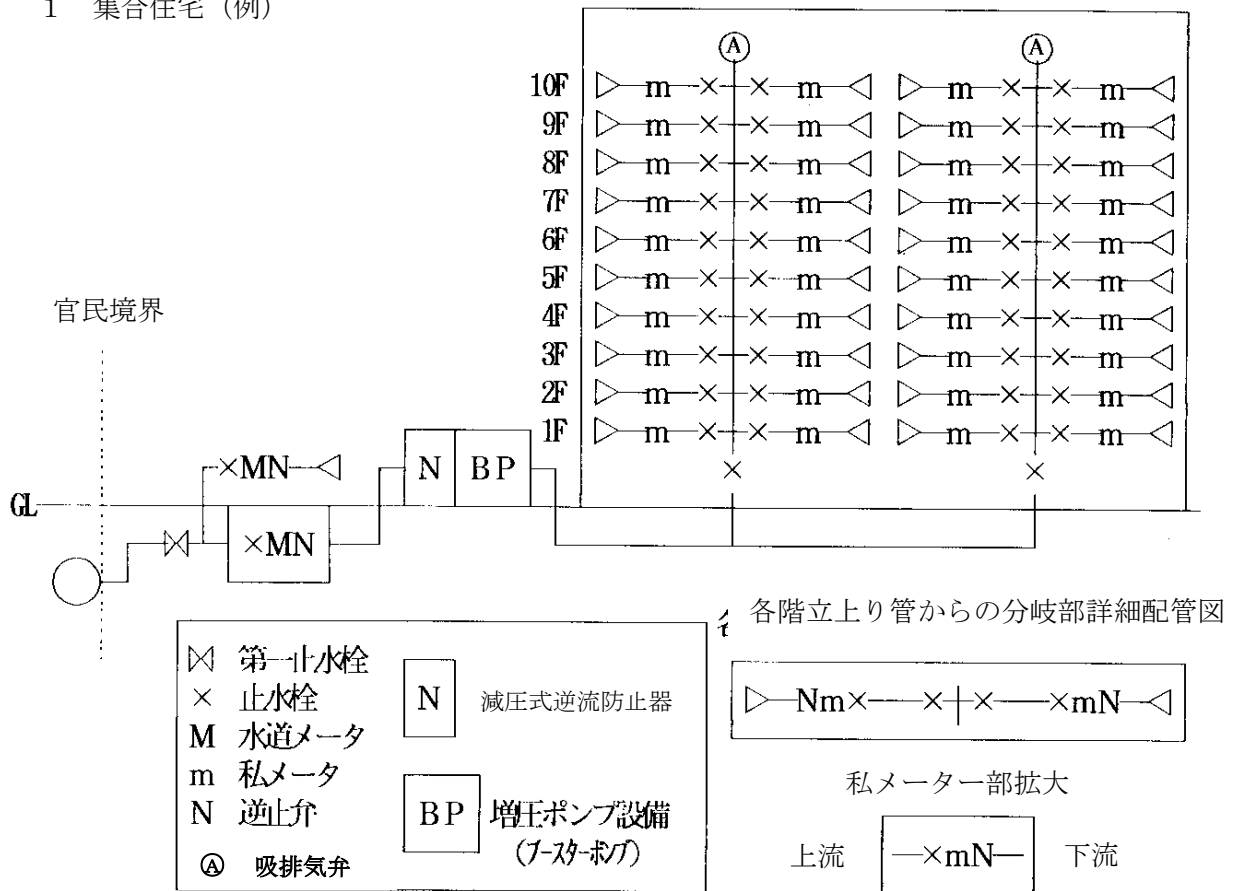 1 集合住宅（例）
A A
10F m × × m m × × m
9F m × × m m × × m
8F m × × m m × × m
7F m × × m m × × m
6F m × × m m × × m
5F m × × m m × × m
4F m × × m m × × m
3F m × × m m × × m
2F m × × m m × × m
1F m × × m m × × m
× ×
官民境界
×MN
N BP
GL
×MN
第一止水栓
× 止水栓
M 水道メータ
m 私メータ
N 逆止弁
Ⓐ 吸排気弁
N 減圧式逆流防止器
BP 増圧ポンプ設備
(ブースターポンプ)
各階立上り管からの分岐部詳細配管図
Nm× × × ×mN
私メーター部拡大
上流 ×mN 下流